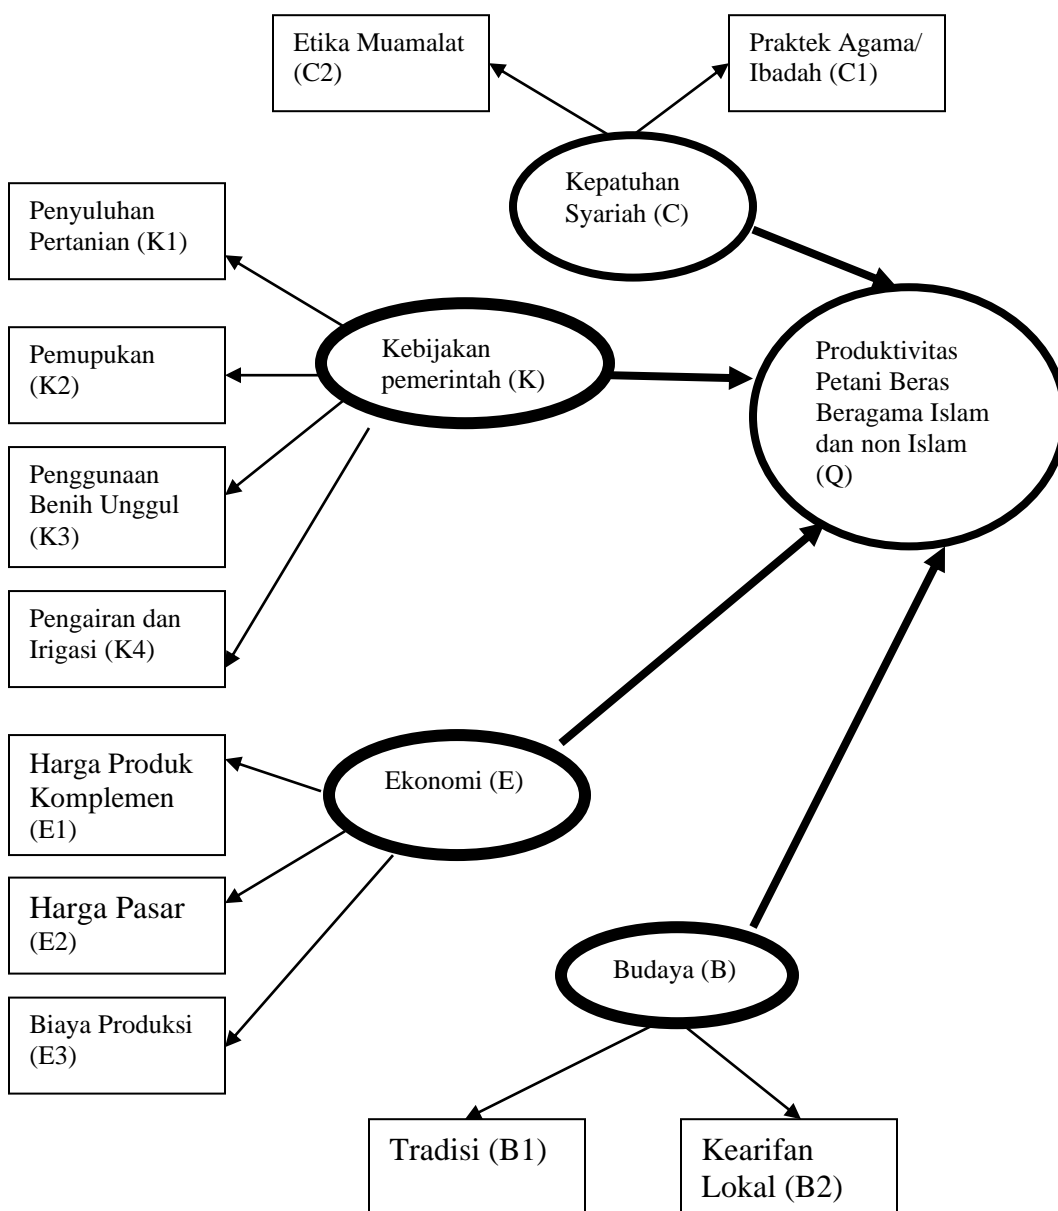 Etika Muamalat
(C2)
Praktek Agama/
Ibadah (C1)
Kepatuhan
Syariah (C)
Penyuluhan
Pertanian (K1)
Pemupukan
(K2)
Penggunaan
Benih Unggul
(K3)
Pengairan dan
Irigasi (K4)
Kebijakan
pemerintah (K)
Produktivitas
Petani Beras
Beragama Islam
dan non Islam
(Q)
Harga Produk
Komplemen
(E1)
Harga Pasar
(E2)
Biaya Produksi
(E3)
Ekonomi (E)
Budaya (B)
Tradisi (B1)
Kearifan
Lokal (B2)